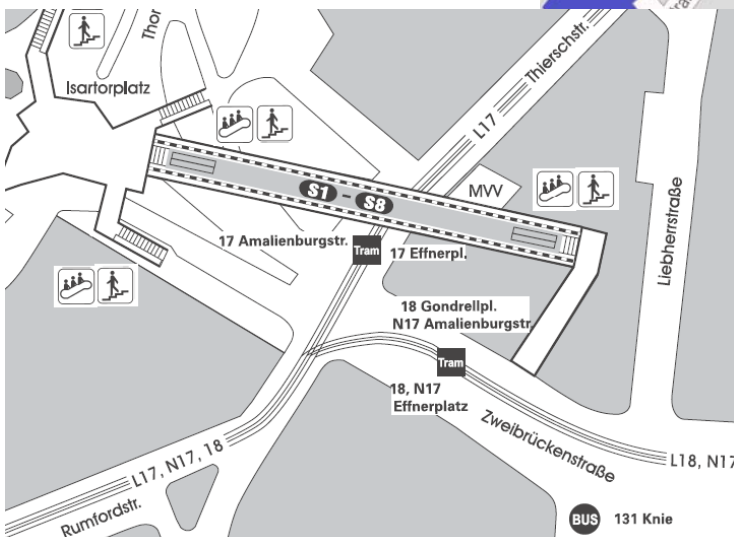 Thor
Isartorplatz
Thierschstr.
L17
MVV
S1 - S8
Liebherrstraße
17 Amalienburgstr.
Tram
17 Effnerpl.
18 Gondrellpl.
N17 Amalienburgstr.
Tram
18, N17
Effnerplatz
Zweibrückenstraße
L18, N17
L17, N17, 18
Rumfordstr.
BUS
131 Knie